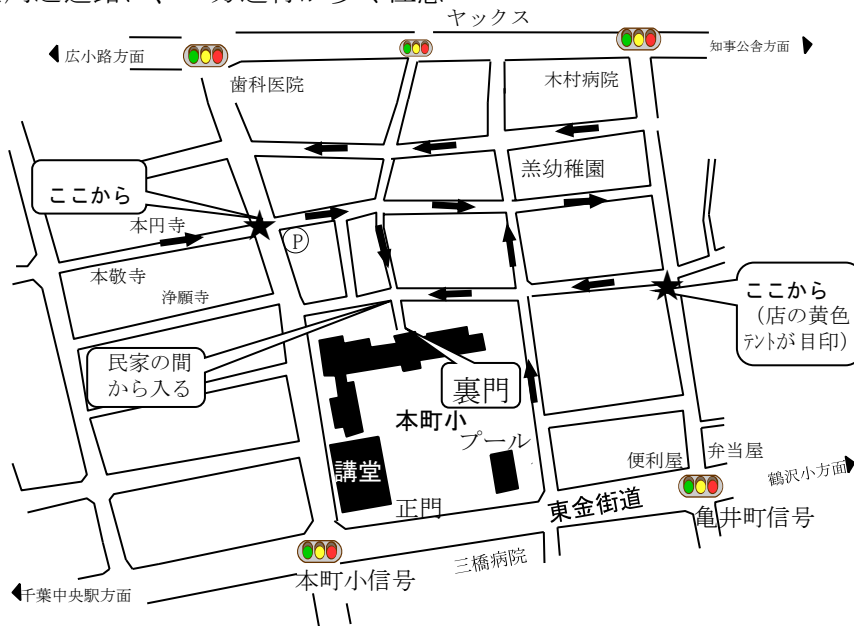 ヤックス
広小路方面
知事公舎方面
歯科医院
木村病院
羔幼稚園
ここから
本円寺
P
本敬寺
浄願寺
ここから
（店の黄色
テントが目印）
民家の間
から入る
裏門
本町小
プール
講堂
正門
便利屋
弁当屋
鶴沢小方面
東金街道
亀井町信号
三橋病院
本町小信号
千葉中央駅方面